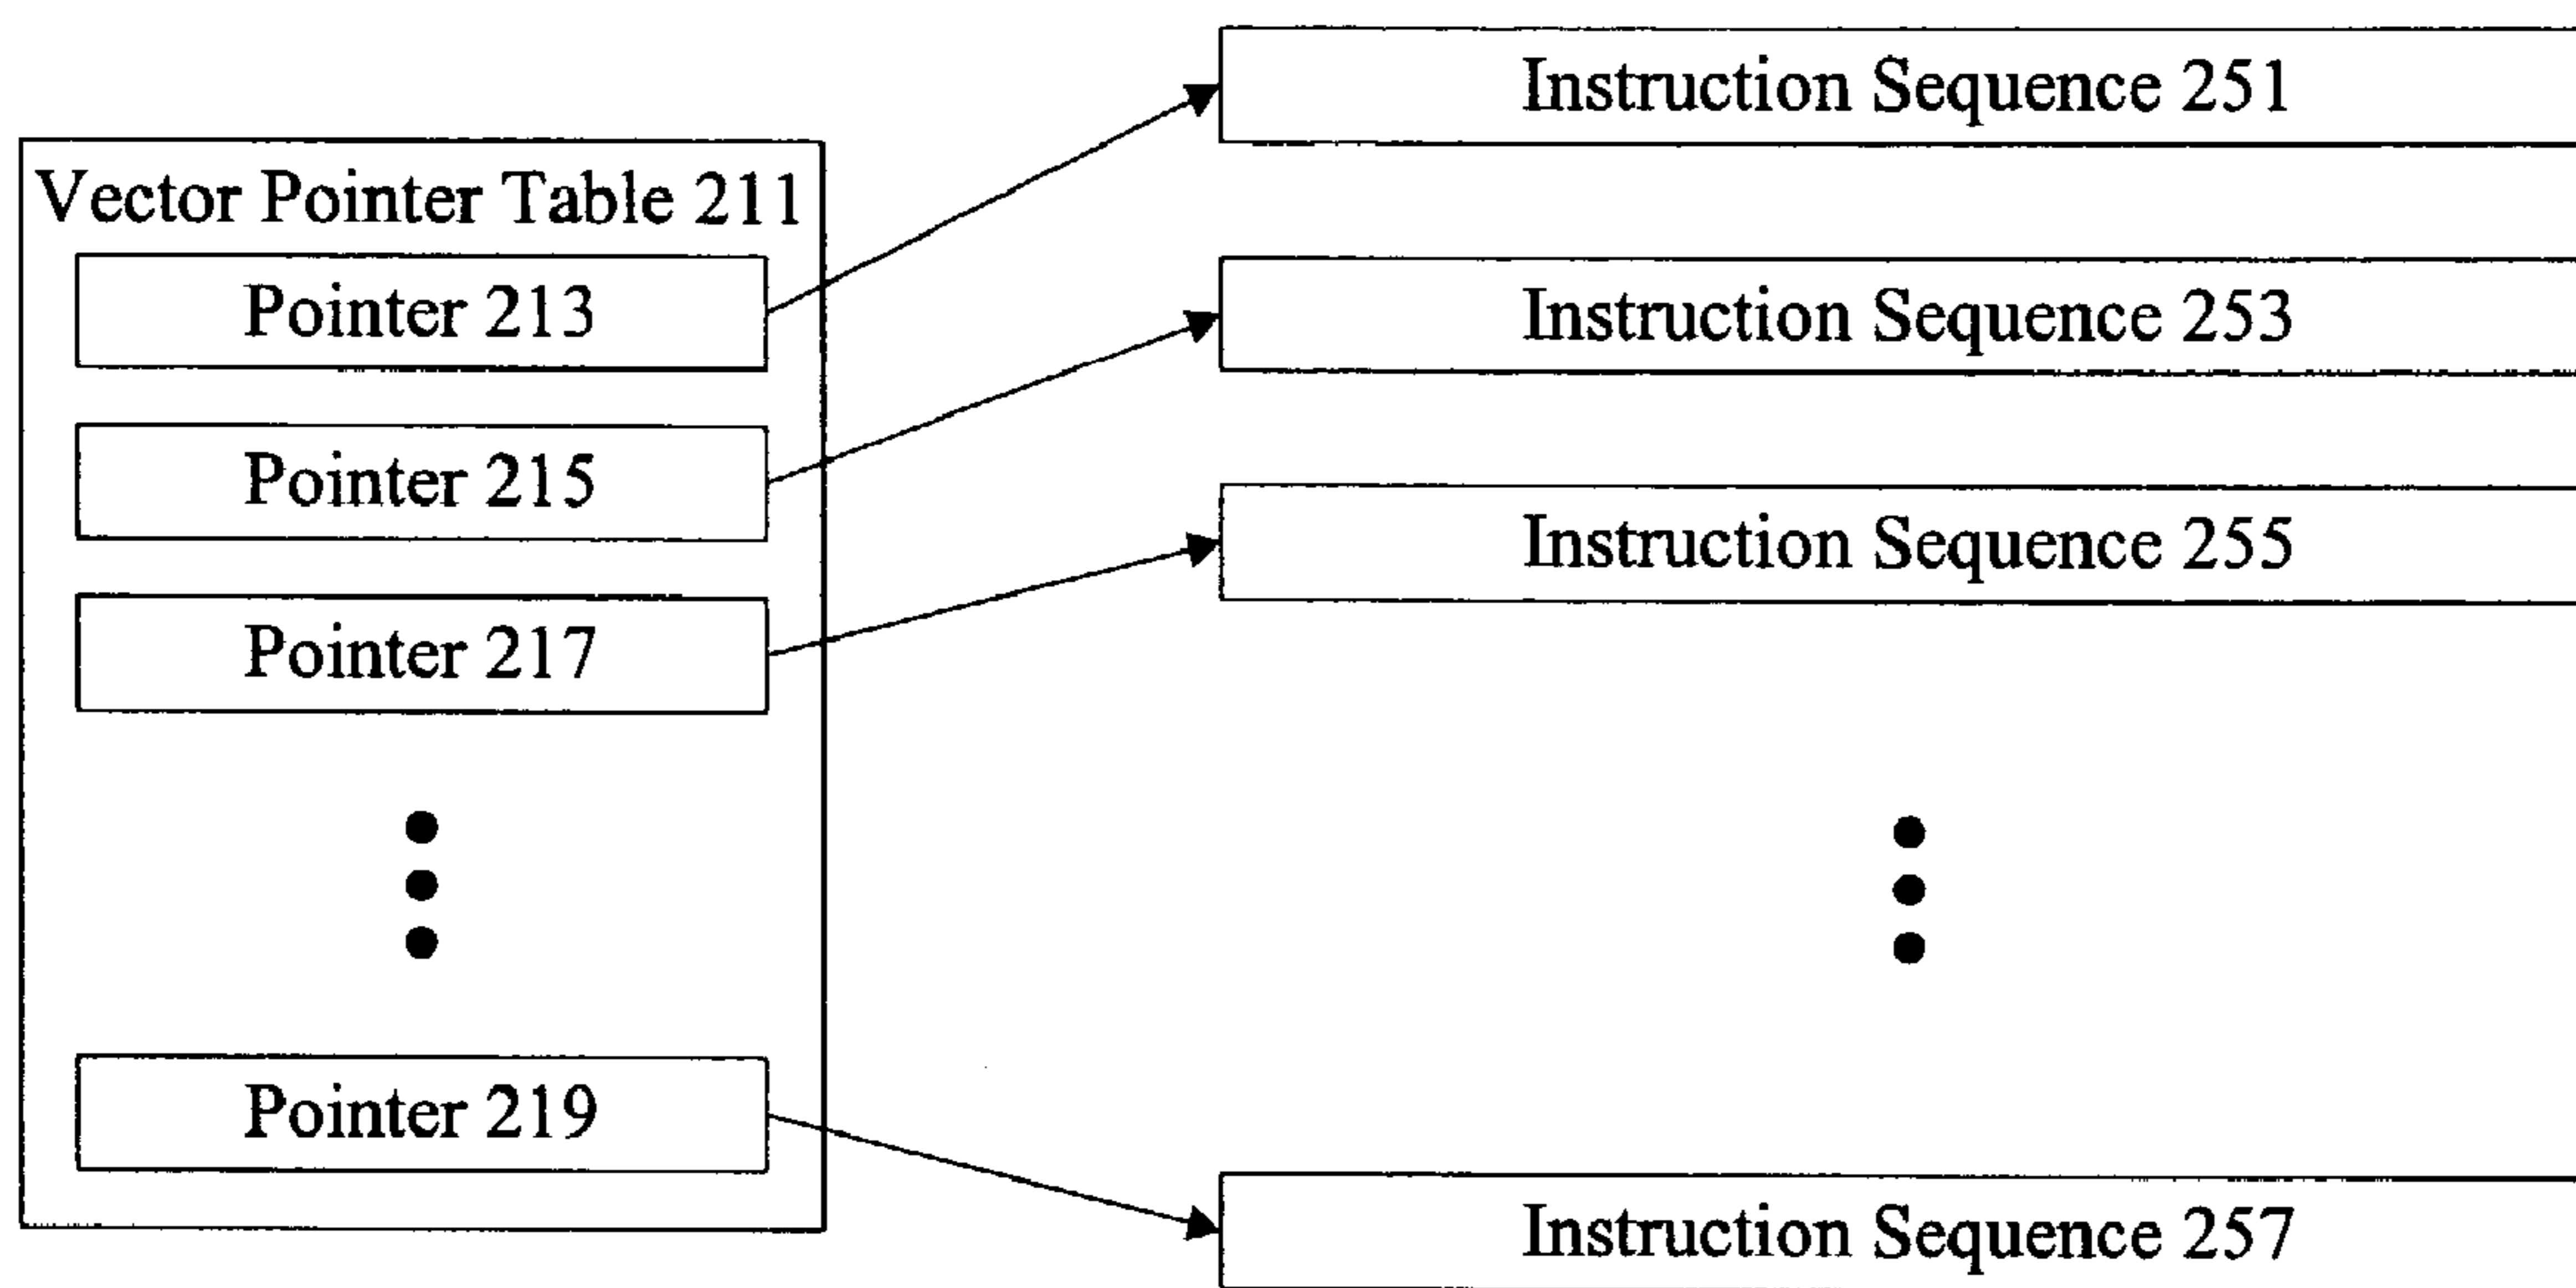 Vector Pointer Table 211
Pointer 213
Pointer 215
Pointer 217
Pointer 219
Instruction Sequence 251
Instruction Sequence 253
Instruction Sequence 255
Instruction Sequence 257